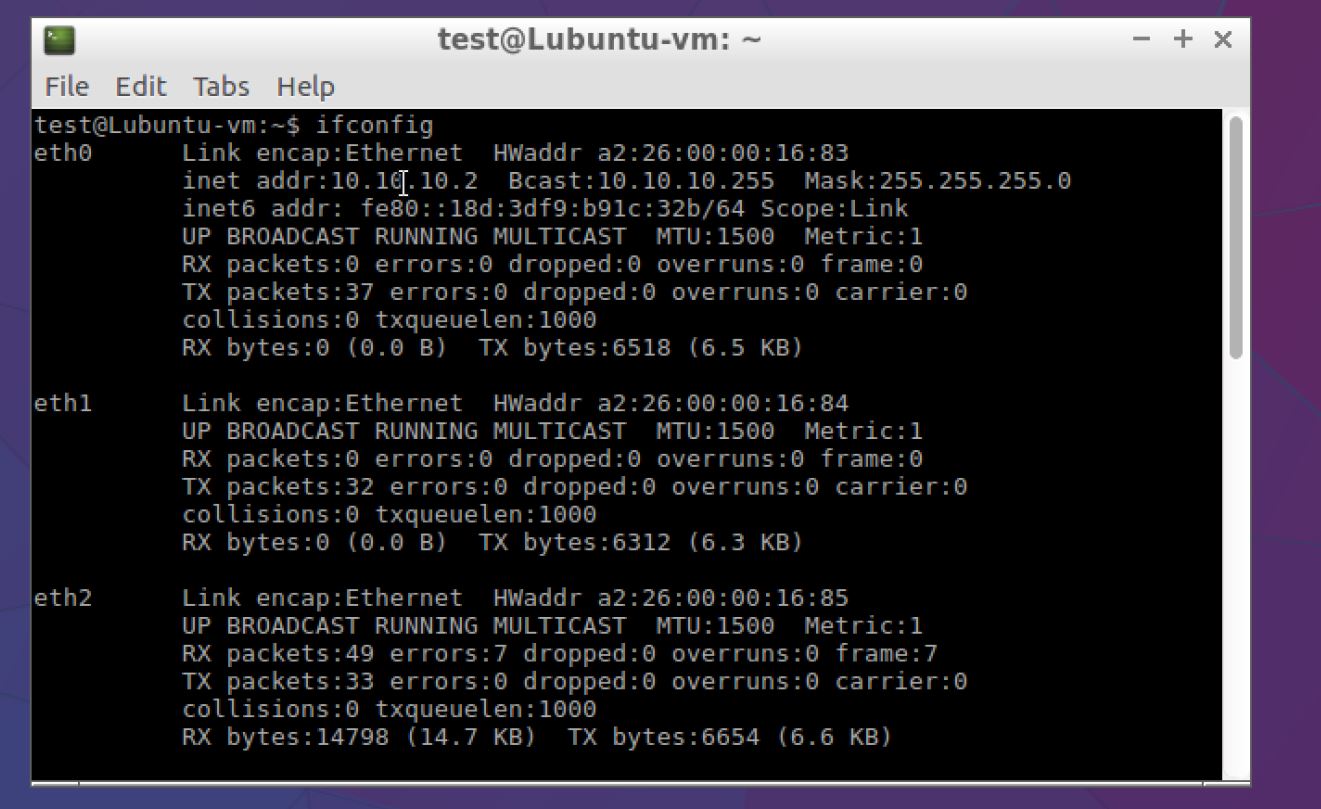 test@Lubuntu-vm: ~
File Edit Tabs Help
test@Lubuntu-vm:~$ ifconfig
eth0      Link encap:Ethernet  HWaddr a2:26:00:00:16:83
          inet addr:10.10.10.2  Bcast:10.10.10.255  Mask:255.255.255.0
          inet6 addr: fe80::18d:3df9:b91c:32b/64 Scope:Link
          UP BROADCAST RUNNING MULTICAST  MTU:1500  Metric:1
          RX packets:0 errors:0 dropped:0 overruns:0 frame:0
          TX packets:37 errors:0 dropped:0 overruns:0 carrier:0
          collisions:0 txqueuelen:1000
          RX bytes:0 (0.0 B)  TX bytes:6518 (6.5 KB)

eth1      Link encap:Ethernet  HWaddr a2:26:00:00:16:84
          UP BROADCAST RUNNING MULTICAST  MTU:1500  Metric:1
          RX packets:0 errors:0 dropped:0 overruns:0 frame:0
          TX packets:32 errors:0 dropped:0 overruns:0 carrier:0
          collisions:0 txqueuelen:1000
          RX bytes:0 (0.0 B)  TX bytes:6312 (6.3 KB)

eth2      Link encap:Ethernet  HWaddr a2:26:00:00:16:85
          UP BROADCAST RUNNING MULTICAST  MTU:1500  Metric:1
          RX packets:49 errors:7 dropped:0 overruns:0 frame:7
          TX packets:33 errors:0 dropped:0 overruns:0 carrier:0
          collisions:0 txqueuelen:1000
          RX bytes:14798 (14.7 KB)  TX bytes:6654 (6.6 KB)